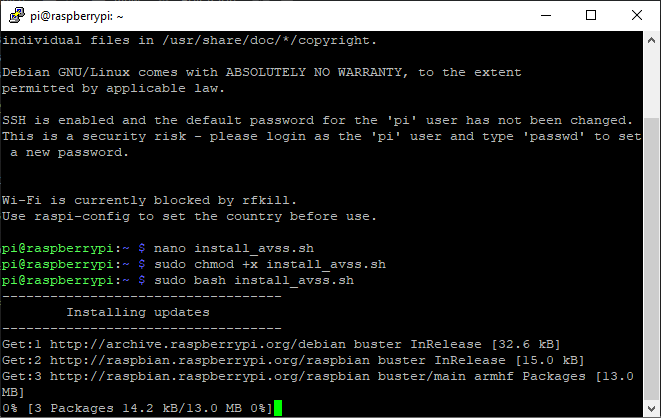 pi@raspberrypi: ~
individual files in /usr/share/doc/*/copyright.
Debian GNU/Linux comes with ABSOLUTELY NO WARRANTY, to the extent
permitted by applicable law.
SSH is enabled and the default password for the 'pi' user has not been changed.
This is a security risk - please login as the 'pi' user and type 'passwd' to set
 a new password.
Wi-Fi is currently blocked by rfkill.
Use raspi-config to set the country before use.
pi@raspberrypi:~ $ nano install_avss.sh
pi@raspberrypi:~ $ sudo chmod +x install_avss.sh
pi@raspberrypi:~ $ sudo bash install_avss.sh
-----------------------------------
        Installing updates
-----------------------------------
Get:1 http://archive.raspberrypi.org/debian buster InRelease [32.6 kB]
Get:2 http://raspbian.raspberrypi.org/raspbian buster InRelease [15.0 kB]
Get:3 http://raspbian.raspberrypi.org/raspbian buster/main armhf Packages [13.0
MB]
0% [3 Packages 14.2 kB/13.0 MB 0%]